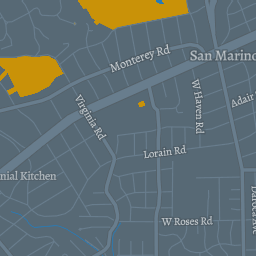 Monterey Rd
San Marino
W Haven Rd
Adair
Virginia Rd
Lorain Rd
nial Kitchen
W Roses Rd